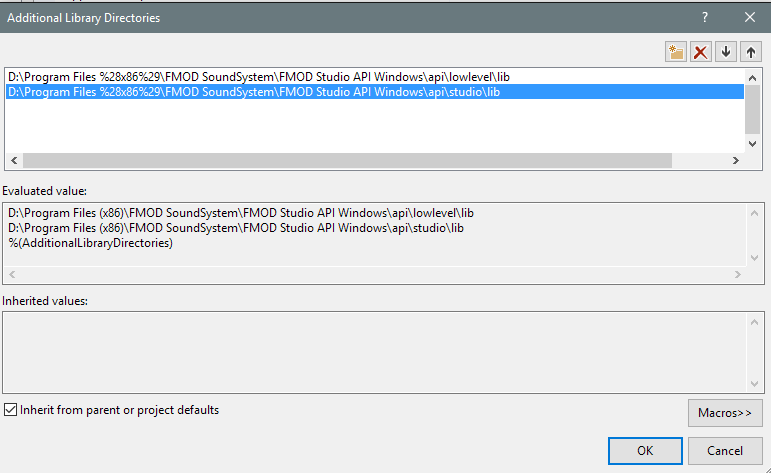 Additional Library Directories
D:\Program Files %28x86%29\FMOD SoundSystem\FMOD Studio API Windows\api\lowlevel\lib
D:\Program Files %28x86%29\FMOD SoundSystem\FMOD Studio API Windows\api\studio\lib
Evaluated value:
D:\Program Files (x86)\FMOD SoundSystem\FMOD Studio API Windows\api\lowlevel\lib
D:\Program Files (x86)\FMOD SoundSystem\FMOD Studio API Windows\api\studio\lib
%(AdditionalLibraryDirectories)
Inherited values:
Inherit from parent or project defaults
Macros>>
OK
Cancel